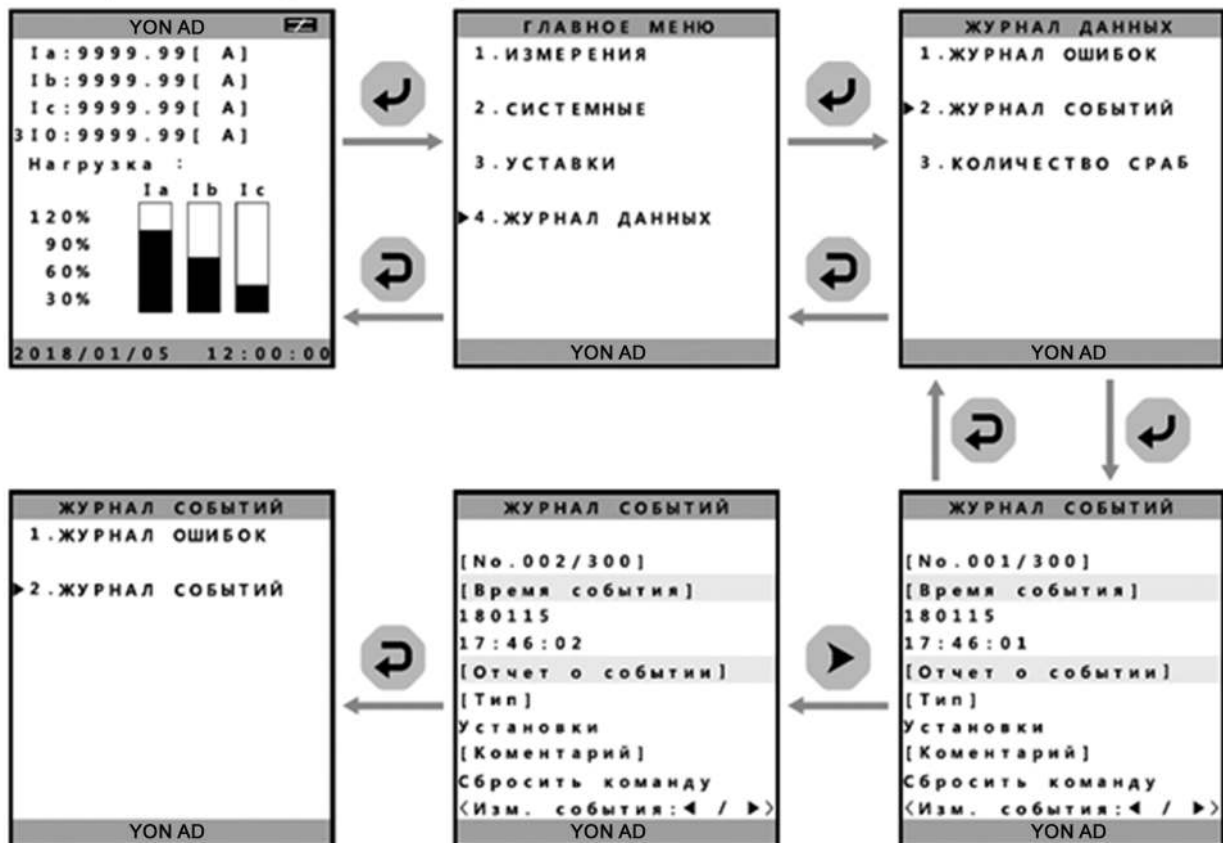 YON AD
Ia:9999.99[ A]
Ib:9999.99[ A]
Ic:9999.99[ A]
3I0:9999.99[ A]
Нагрузка :
Ia Ib Ic
120%
90%
60%
30%
2018/01/05 12:00:00
ГЛАВНОЕ МЕНЮ
1.ИЗМЕРЕНИЯ
2.СИСТЕМНЫЕ
3.УСТАВКИ
▶4.ЖУРНАЛ ДАННЫХ
YON AD
ЖУРНАЛ ДАННЫХ
1.ЖУРНАЛ ОШИБОК
▶2.ЖУРНАЛ СОБЫТИЙ
3.КОЛИЧЕСТВО СРАБ
YON AD
ЖУРНАЛ СОБЫТИЙ
1.ЖУРНАЛ ОШИБОК
▶2.ЖУРНАЛ СОБЫТИЙ
YON AD
ЖУРНАЛ СОБЫТИЙ
[No.002/300]
[Время события]
180115
17:46:02
[Отчет о событии]
[Тип]
Установки
[Коментарий]
Сбросить команду
<Изм. события:◀ / ▶>
YON AD
ЖУРНАЛ СОБЫТИЙ
[No.001/300]
[Время события]
180115
17:46:01
[Отчет о событии]
[Тип]
Установки
[Коментарий]
Сбросить команду
<Изм. события:◀ / ▶>
YON AD